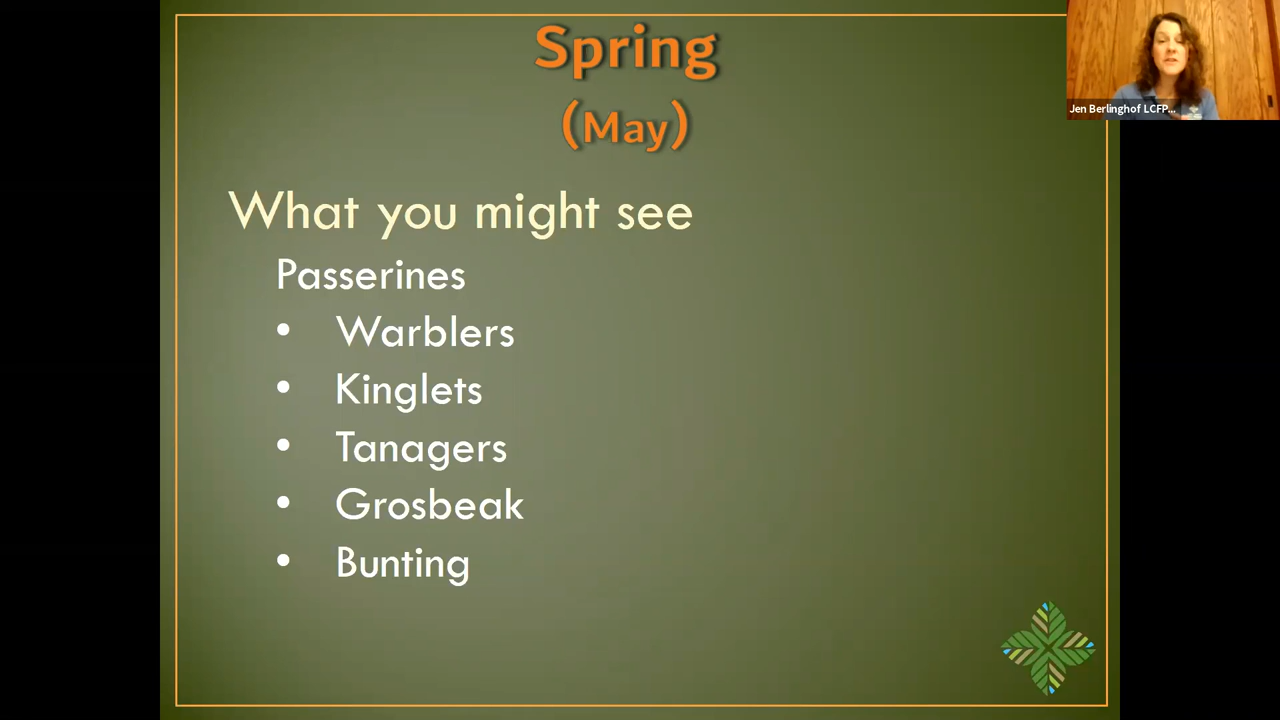 Spring
(May)
Jen Berlinghof LCFP...
What you might see
Passerines
• Warblers
• Kinglets
• Tanagers
• Grosbeak
• Bunting